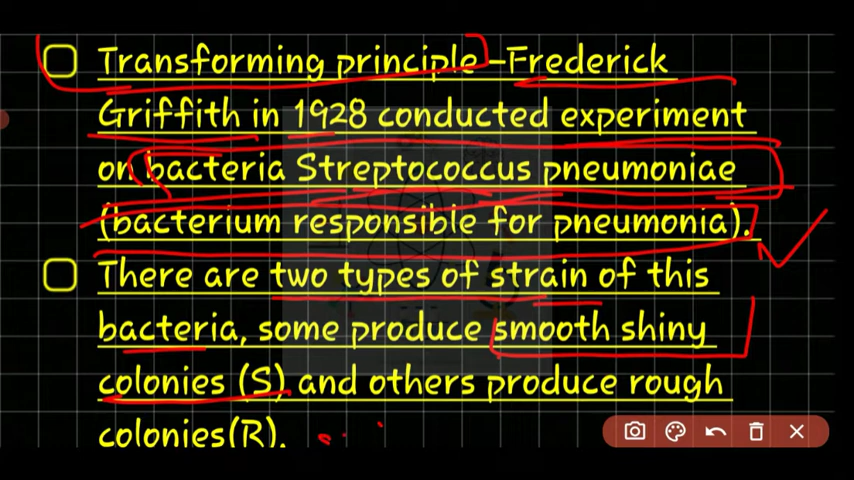 Transforming principle -Frederick
Griffith in 1928 conducted experiment
on bacteria Streptococcus pneumoniae
(bacterium responsible for pneumonia).
There are two types of strain of this
bacteria, some produce smooth shiny
colonies (S) and others produce rough
colonies(R).